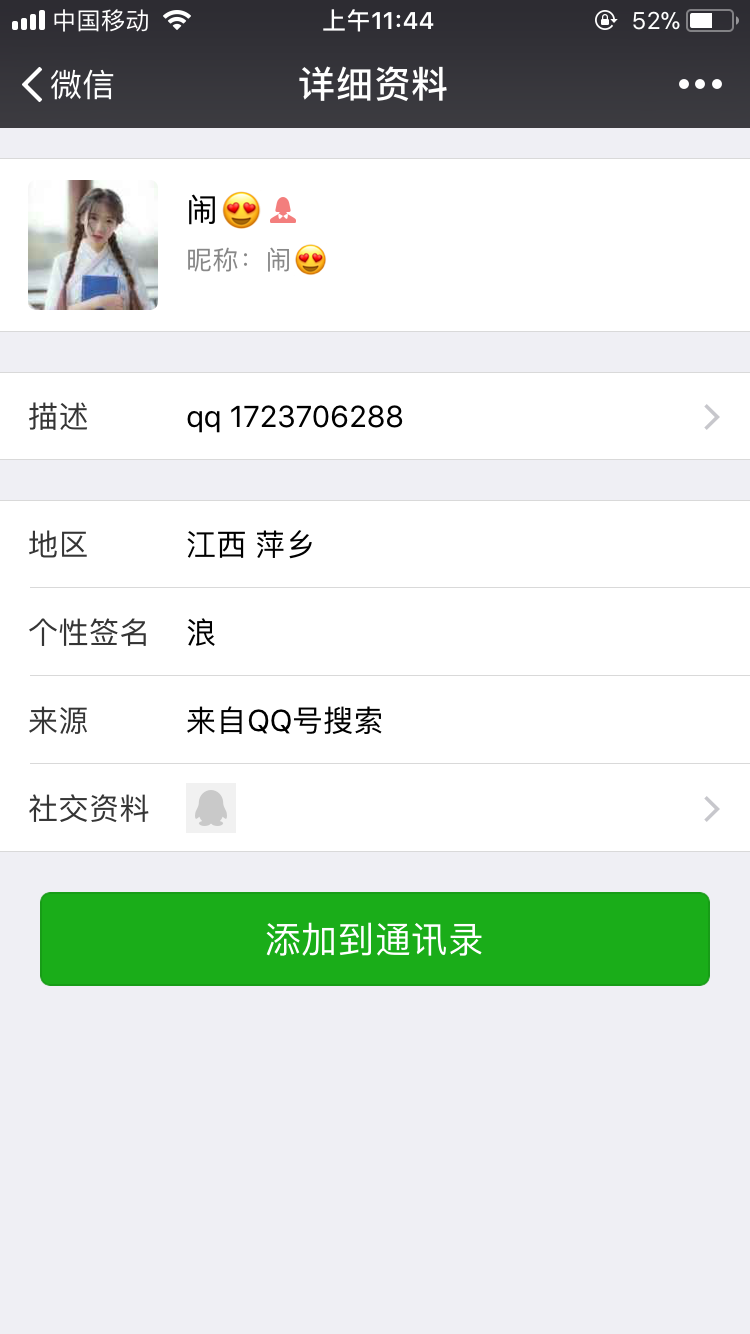 中国移动 上午11:44 52%
微信 详细资料
闹😍
昵称：闹😍
描述 qq 1723706288
地区 江西 萍乡
个性签名 浪
来源 来自QQ号搜索
社交资料
添加到通讯录